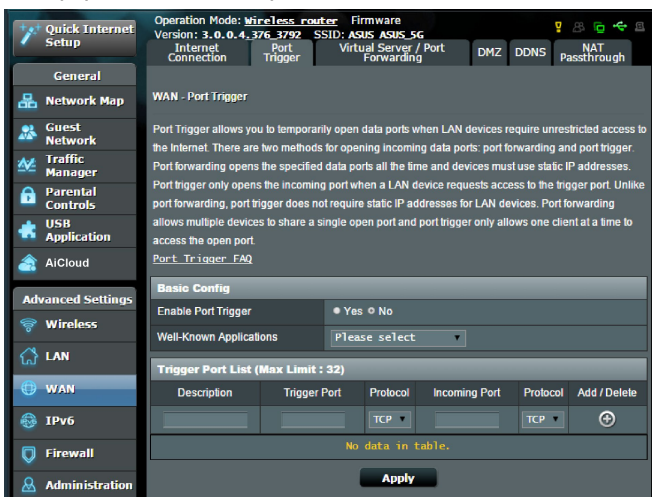 Quick Internet
Setup
Operation Mode: Wireless router Firmware
Version: 3.0.0.4.376_3792 SSID: ASUS ASUS_5G
Internet
Connection
Port
Trigger
Virtual Server / Port
Forwarding
DMZ
DDNS
NAT
Passthrough
General
Network Map
Guest
Network
Traffic
Manager
Parental
Controls
USB
Application
AiCloud
Advanced Settings
Wireless
LAN
WAN
IPv6
Firewall
Administration
WAN - Port Trigger
Port Trigger allows you to temporarily open data ports when LAN devices require unrestricted access to
the Internet. There are two methods for opening incoming data ports: port forwarding and port trigger.
Port forwarding opens the specified data ports all the time and devices must use static IP addresses.
Port trigger only opens the incoming port when a LAN device requests access to the trigger port. Unlike
port forwarding, port trigger does not require static IP addresses for LAN devices. Port forwarding
allows multiple devices to share a single open port and port trigger only allows one client at a time to
access the open port.
Port Trigger FAQ
Basic Config
Enable Port Trigger Yes No
Well-Known Applications Please select
Trigger Port List (Max Limit : 32)
Description Trigger Port Protocol Incoming Port Protocol Add / Delete
TCP TCP
No data in table.
Apply